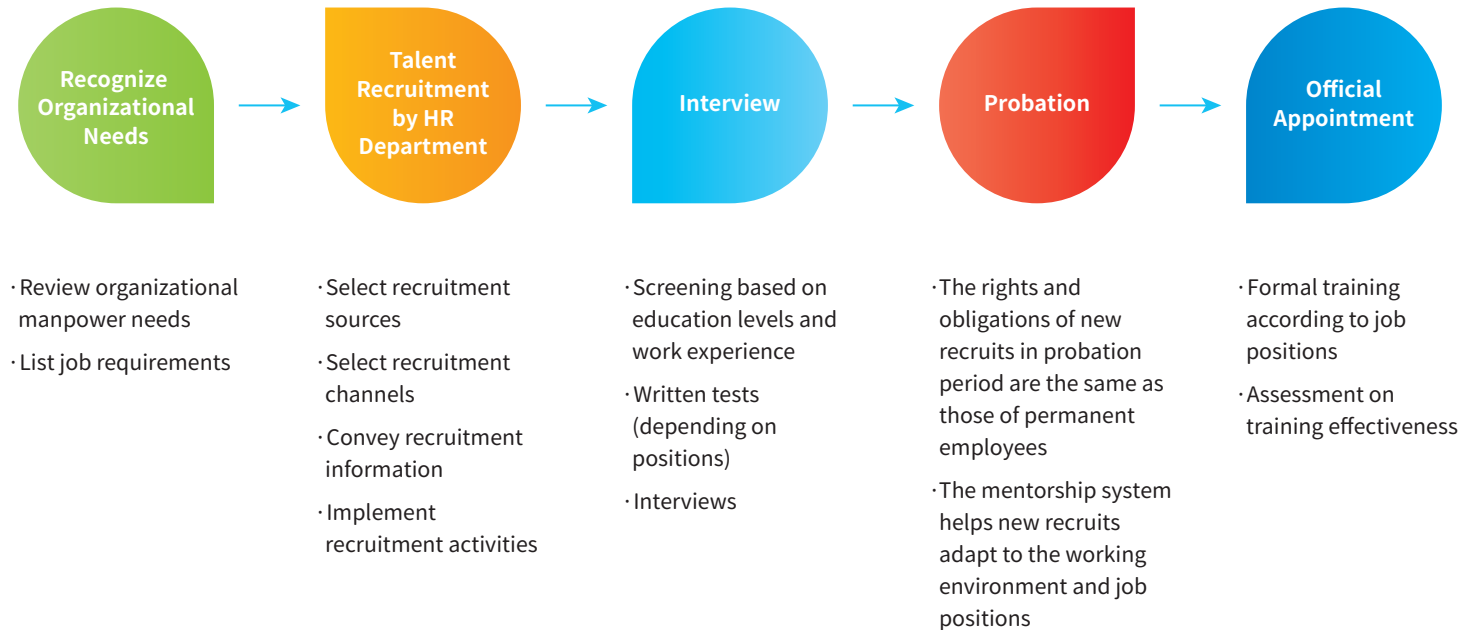 Recognize
Organizational
Needs
Talent
Recruitment
by HR
Department
Interview
Probation
Official
Appointment
·Review organizational
manpower needs
·List job requirements
·Select recruitment
sources
·Select recruitment
channels
·Convey recruitment
information
·Implement
recruitment activities
·Screening based on
education levels and
work experience
·Written tests
(depending on
positions)
·Interviews
·The rights and
obligations of new
recruits in probation
period are the same as
those of permanent
employees
·The mentorship system
helps new recruits
adapt to the working
environment and job
positions
·Formal training
according to job
positions
·Assessment on
training effectiveness